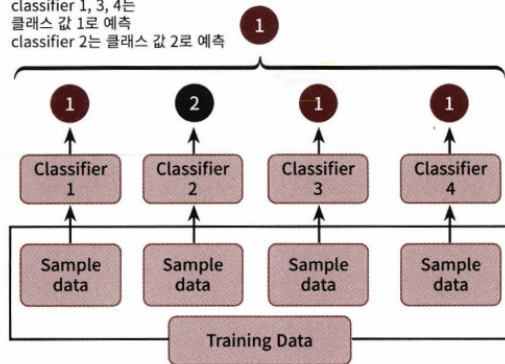 classifier 1, 3, 4는
클래스 값 1로 예측
classifier 2는 클래스 값 2로 예측
1
1 2 1 1
Classifier 1 Classifier 2 Classifier 3 Classifier 4
Sample data Sample data Sample data Sample data
Training Data